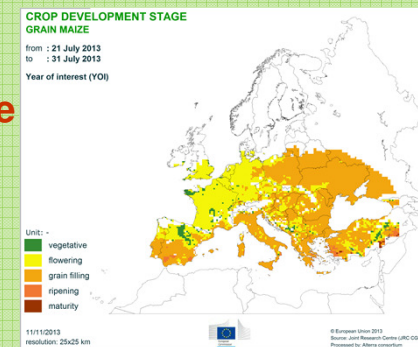 CROP DEVELOPMENT STAGE
GRAIN MAIZE
from : 21 July 2013
to : 31 July 2013
Year of interest (YOI)
e
Unit: -
vegetative
flowering
grain filling
ripening
maturity
11/11/2013
resolution: 25x25 km
© European Union 2013
Source: Joint Research Centre (JRC CGI
Processed by: Alterra consortium